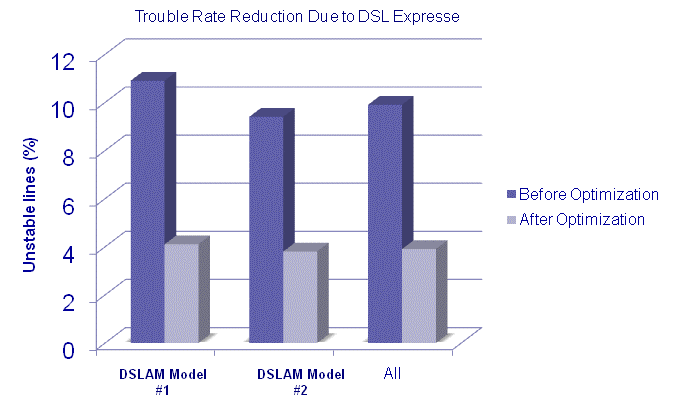 Trouble Rate Reduction Due to DSL Expresse
12
10
8
6
4
2
0
Unstable lines (%)
DSLAM Model
#1
DSLAM Model
#2
All
Before Optimization
After Optimization